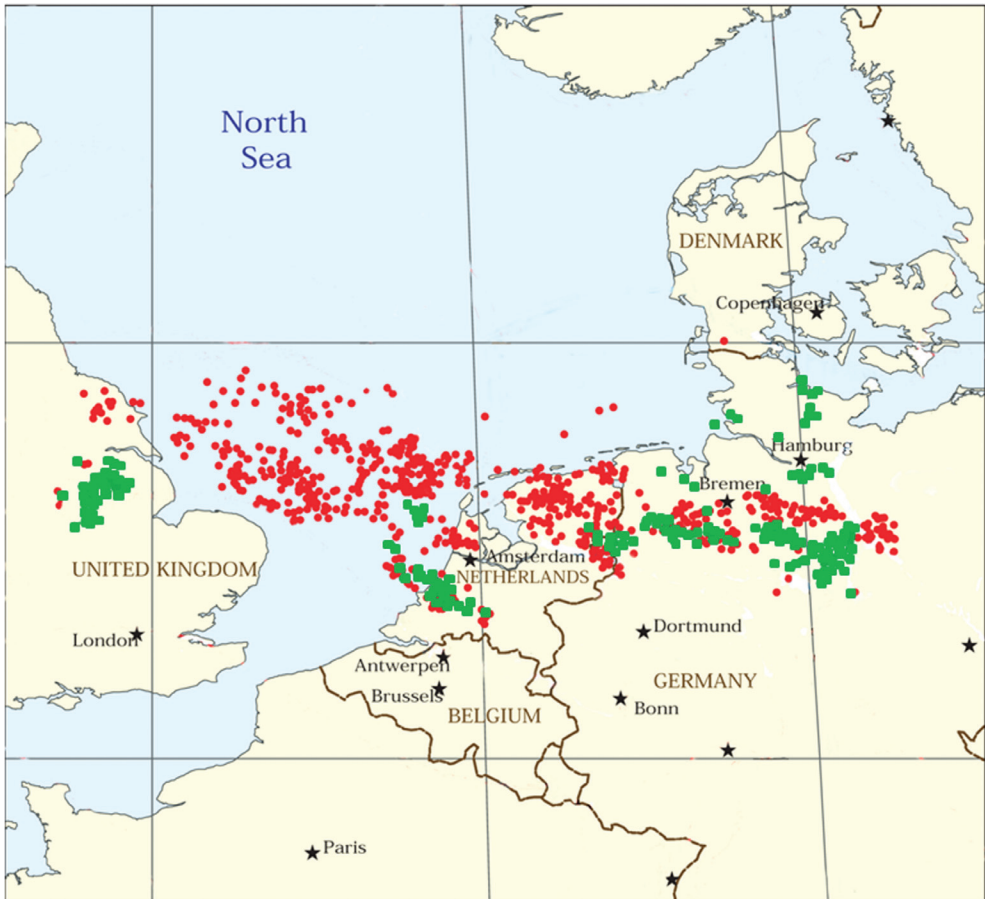 North
Sea
DENMARK
Copenhagen
Hamburg
Bremen
Amsterdam
NETHERLANDS
UNITED KINGDOM
London
Dortmund
Antwerpen
GERMANY
Brussels
Bonn
BELGIUM
Paris